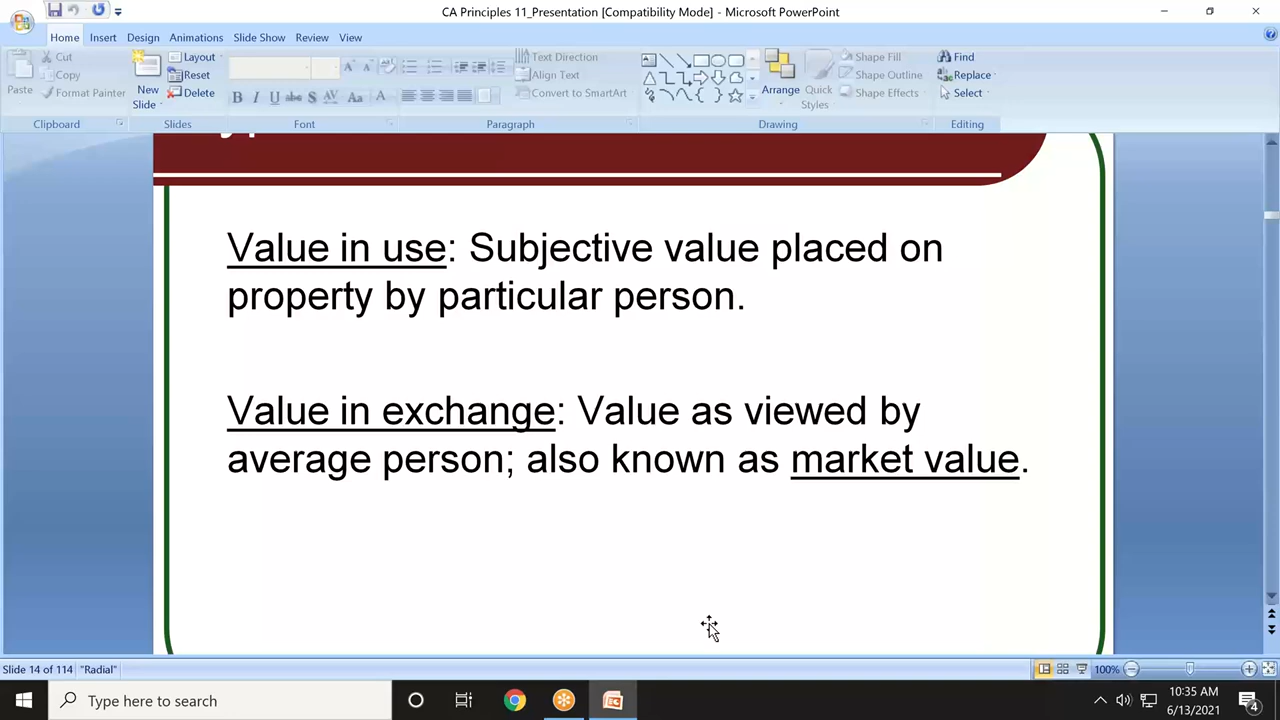 CA Principles 11_Presentation [Compatibility Mode] - Microsoft PowerPoint
Home Insert Design Animations Slide Show Review View
Paste
Cut
Copy
Format Painter
Clipboard
New
Slide
Layout
Reset
Delete
Slides
B I U abc S AV Aa A
Font
Text Direction
Align Text
Convert to SmartArt
Paragraph
Arrange
Quick
Styles
Shape Fill
Shape Outline
Shape Effects
Drawing
Find
Replace
Select
Editing
Value in use: Subjective value placed on
property by particular person.
Value in exchange: Value as viewed by
average person; also known as market value.
Slide 14 of 114 "Radial" 100%
Type here to search
10:35 AM
6/13/2021
4